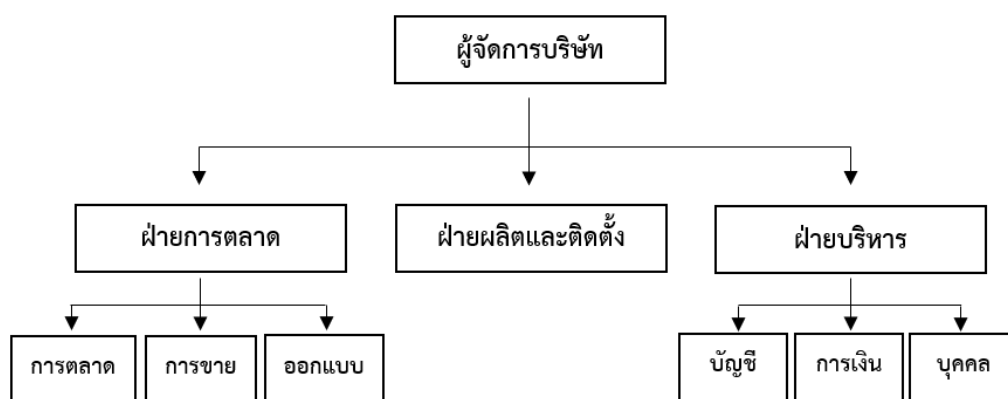 ผู้จัดการบริษัท
ฝ่ายการตลาด
ฝ่ายผลิตและติดตั้ง
ฝ่ายบริหาร
การตลาด
การขาย
ออกแบบ
บัญชี
การเงิน
บุคคล